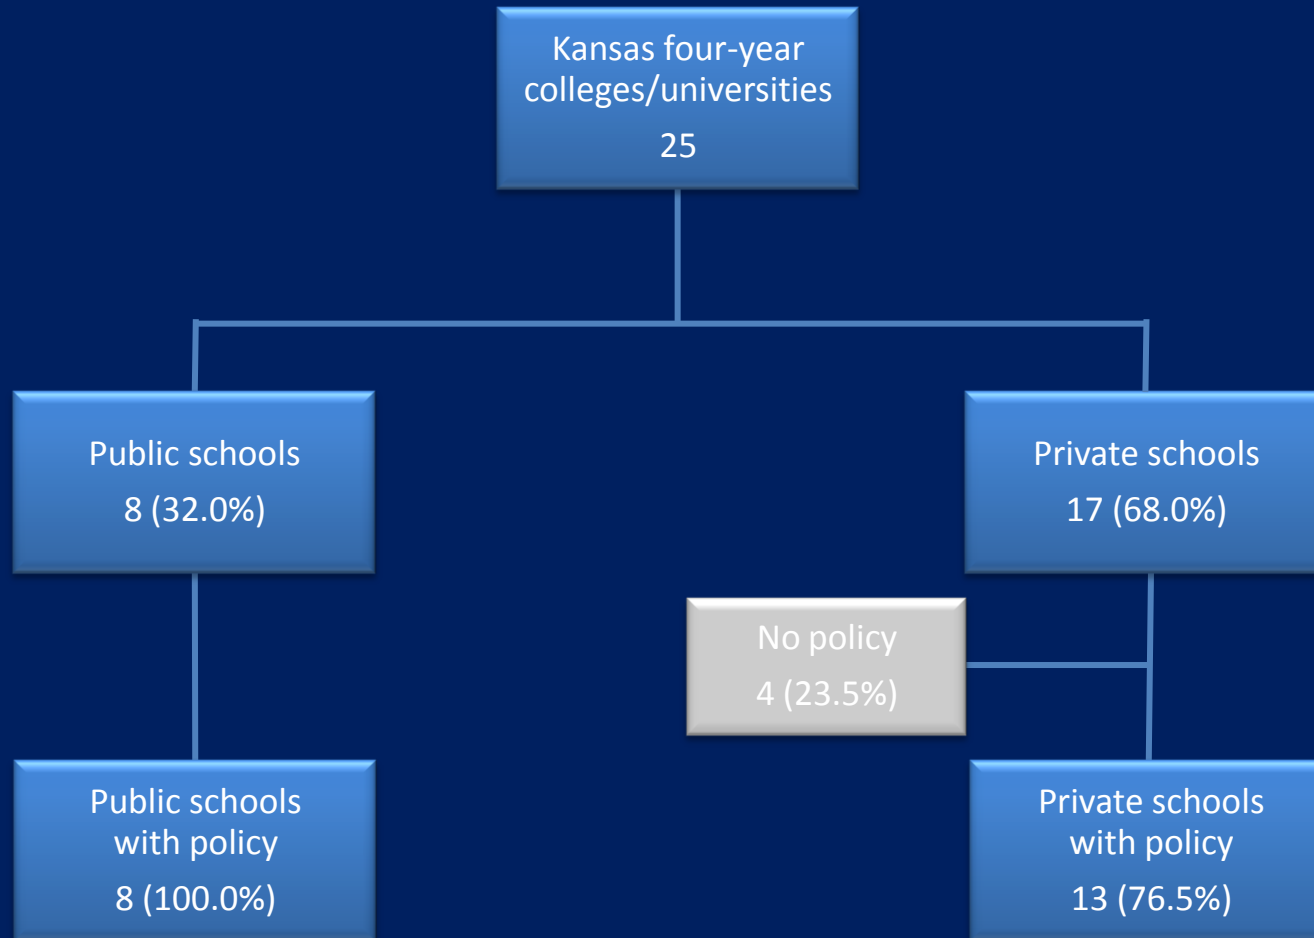 Kansas four-year
colleges/universities
25
Public schools
8 (32.0%)
Private schools
17 (68.0%)
No policy
4 (23.5%)
Public schools
with policy
8 (100.0%)
Private schools
with policy
13 (76.5%)